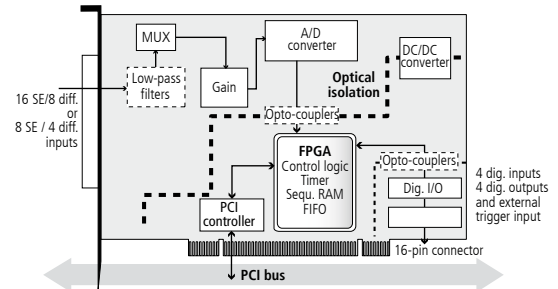 MUX
A/D
converter
DC/DC
converter
Low-pass
filters
Gain
Optical
isolation
16 SE/8 diff.
or
8 SE / 4 diff.
inputs
Opto-couplers
FPGA
Control logic
Timer
Sequ. RAM
FIFO
Opto-couplers
Dig. I/O
4 dig. inputs
4 dig. outputs
and external
trigger input
PCI
controller
16-pin connector
PCI bus